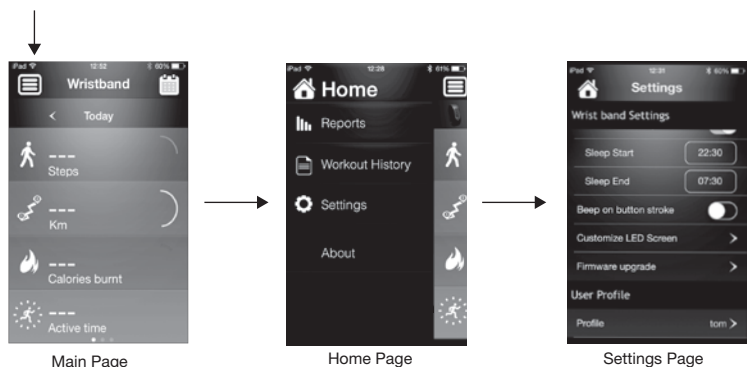 iPad 12:52 60%
Wristband
< Today
---
Steps
---
Km
---
Calories burnt
---
Active time
Main Page
iPad 12:28 61%
Home
Reports
Workout History
Settings
About
Home Page
iPad 12:31 60%
Settings
Wrist band Settings
Sleep Start 22:30
Sleep End 07:30
Beep on button stroke
Customize LED Screen >
Firmware upgrade >
User Profile
Profile tom >
Settings Page